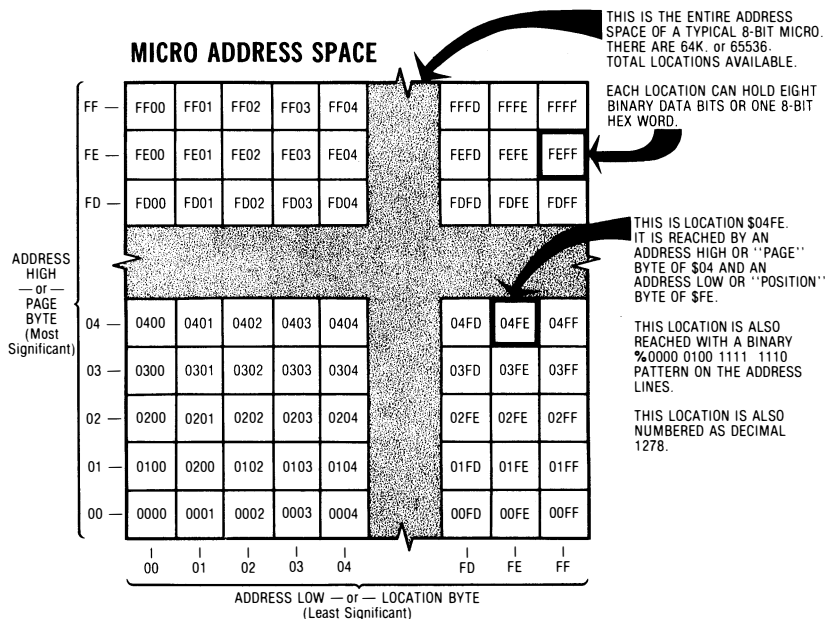 MICRO ADDRESS SPACE
THIS IS THE ENTIRE ADDRESS
SPACE OF A TYPICAL 8-BIT MICRO.
THERE ARE 64K. or 65536.
TOTAL LOCATIONS AVAILABLE.
EACH LOCATION CAN HOLD EIGHT
BINARY DATA BITS OR ONE 8-BIT
HEX WORD.
FF — FF00 FF01 FF02 FF03 FF04 FFFD FFFE FFFF
FE — FE00 FE01 FE02 FE03 FE04 FEFD FEFE FEFF
FD — FD00 FD01 FD02 FD03 FD04 FDFD FDFE FDFF
THIS IS LOCATION $04FE.
IT IS REACHED BY AN
ADDRESS HIGH OR "PAGE"
BYTE OF $04 AND AN
ADDRESS LOW OR "POSITION"
BYTE OF $FE.
THIS LOCATION IS ALSO
REACHED WITH A BINARY
%0000 0100 1111 1110
PATTERN ON THE ADDRESS
LINES.
THIS LOCATION IS ALSO
NUMBERED AS DECIMAL
1278.
ADDRESS
HIGH
— or —
PAGE
BYTE
(Most
Significant)
04 — 0400 0401 0402 0403 0404 04FD 04FE 04FF
03 — 0300 0301 0302 0303 0304 03FD 03FE 03FF
02 — 0200 0201 0202 0203 0204 02FE 02FE 02FF
01 — 0100 0200 0102 0103 0104 01FD 01FE 01FF
00 — 0000 0001 0002 0003 0004 00FD 00FE 00FF
00 01 02 03 04 FD FE FF
ADDRESS LOW — or — LOCATION BYTE
(Least Significant)